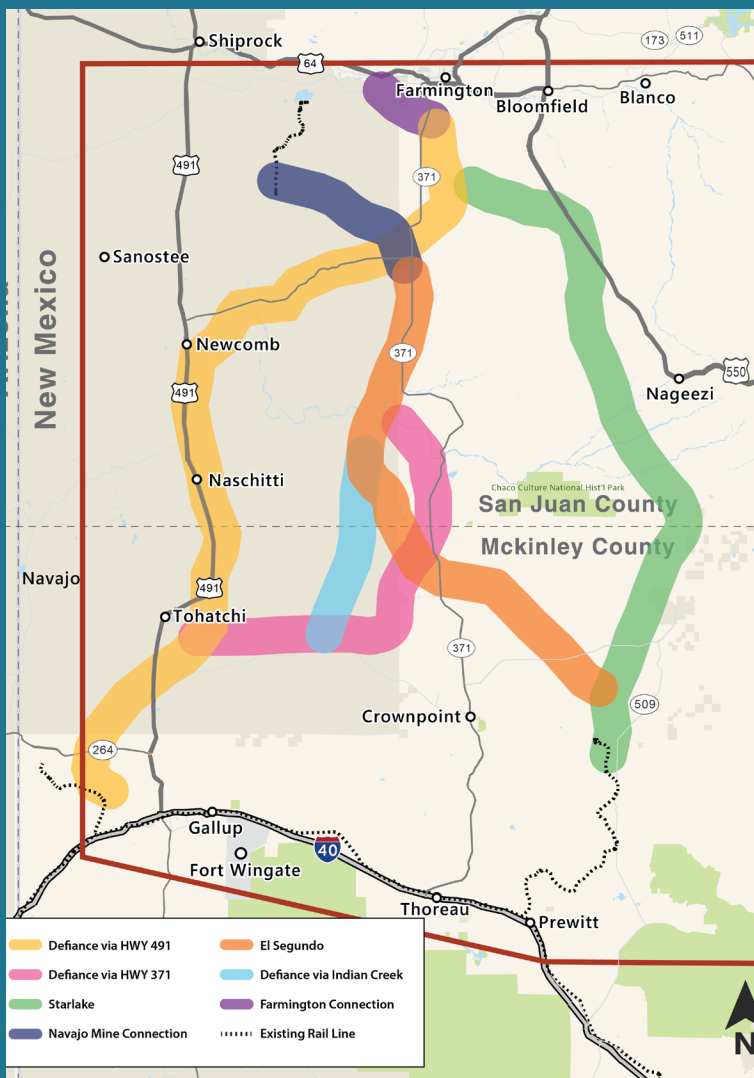 Shiprock
173
511
64
Farmington
Blanco
Bloomfield
491
371
Sanostee
New Mexico
Newcomb
371
550
491
Nageezi
Naschitti
Chaco Culture National Hist'l Park
San Juan County
Mckinley County
Navajo
491
Tohatchi
371
509
Crownpoint
264
Gallup
40
Fort Wingate
Thoreau
Prewitt
Defiance via HWY 491
El Segundo
Defiance via HWY 371
Defiance via Indian Creek
Starlake
Farmington Connection
Navajo Mine Connection
Existing Rail Line
N